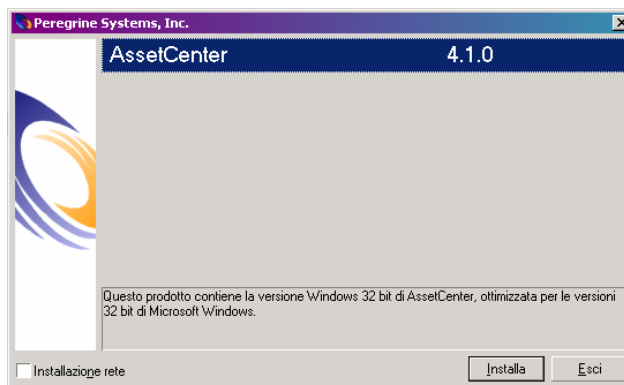 Peregrine Systems, Inc.
AssetCenter 4.1.0
Questo prodotto contiene la versione Windows 32 bit di AssetCenter, ottimizzata per le versioni
32 bit di Microsoft Windows.
Installazione rete
Installa Esci